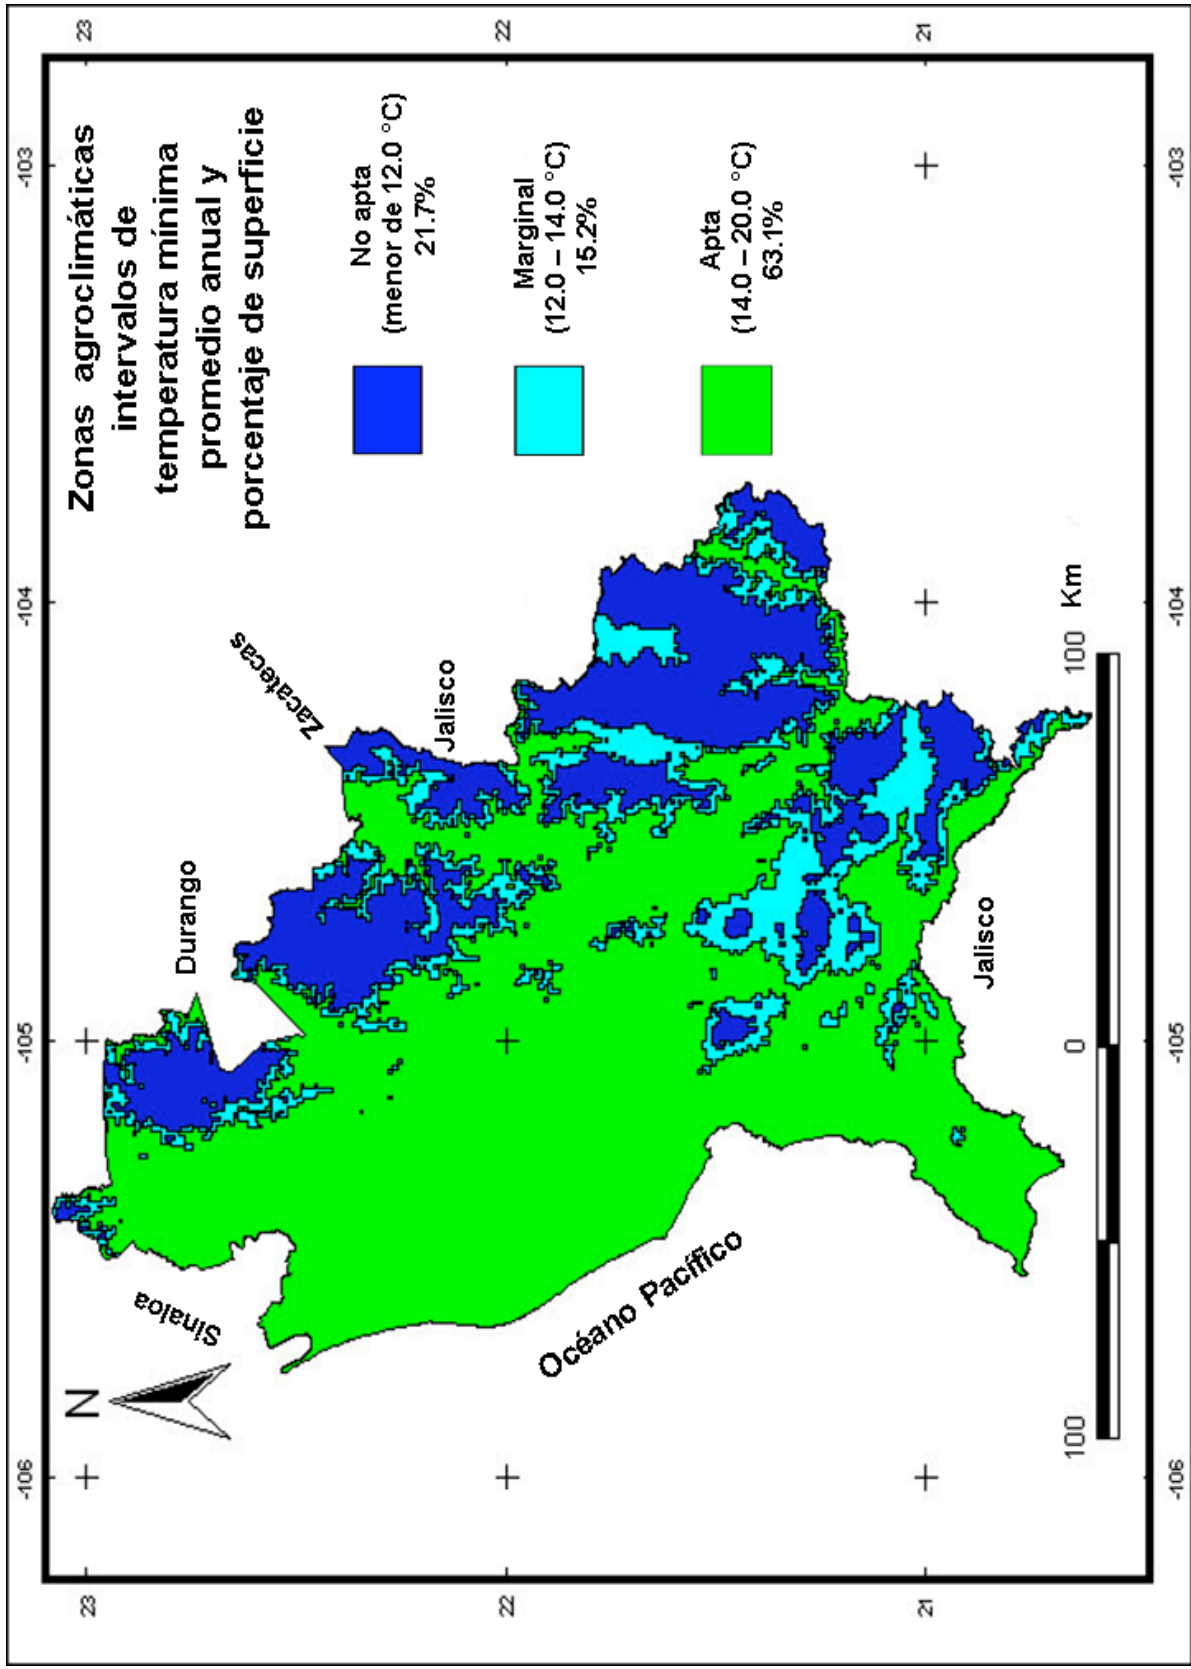 Zonas agroclimáticas
intervalos de
temperatura mínima
promedio anual y
porcentaje de superficie
No apta
(menor de 12.0 °C)
21.7%
Marginal
(12.0 – 14.0 °C)
15.2%
Apta
(14.0 – 20.0 °C)
63.1%
N
Sinaloa
Durango
Zacatecas
Jalisco
Océano Pacífico
Jalisco
100
0
100
Km
-106
-105
-104
-103
-106
-105
-104
-103
23
22
21
23
22
21